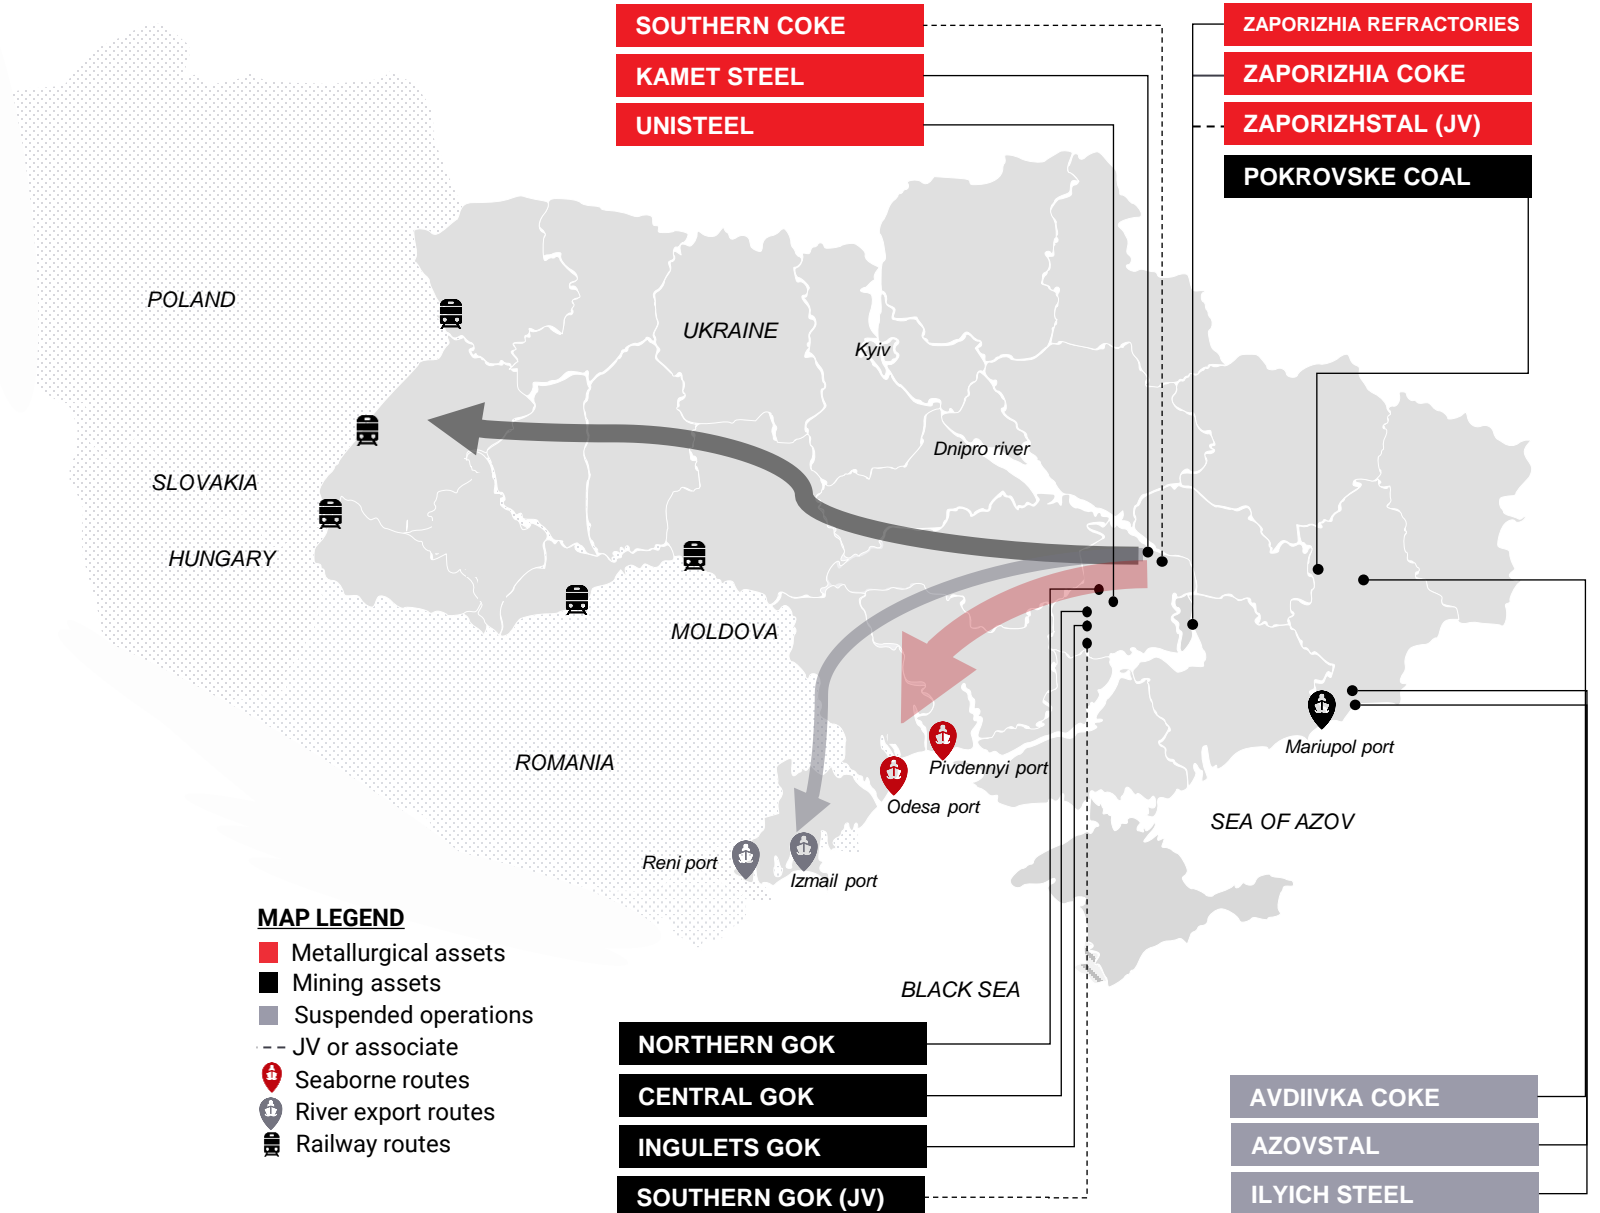 SOUTHERN COKE
KAMET STEEL
UNISTEEL
ZAPORIZHIA REFRACTORIES
ZAPORIZHIA COKE
ZAPORIZHSTAL (JV)
POKROVSKE COAL
POLAND
UKRAINE
Kyiv
Dnipro river
SLOVAKIA
HUNGARY
MOLDOVA
ROMANIA
Mariupol port
Pivdennyi port
Odesa port
SEA OF AZOV
Reni port
Izmail port
BLACK SEA
MAP LEGEND
Metallurgical assets
Mining assets
Suspended operations
JV or associate
Seaborne routes
River export routes
Railway routes
NORTHERN GOK
CENTRAL GOK
INGULETS GOK
SOUTHERN GOK (JV)
AVDIIVKA COKE
AZOVSTAL
ILYICH STEEL